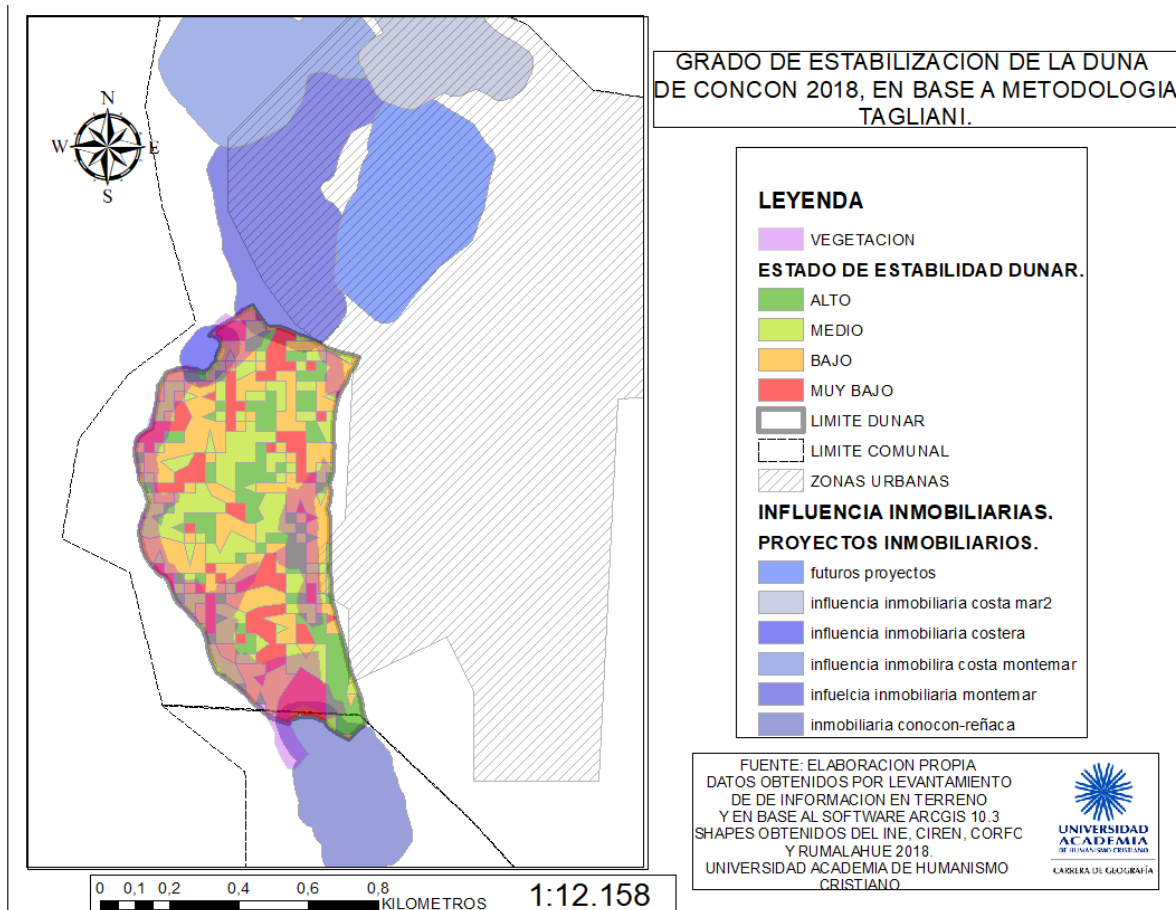 GRADO DE ESTABILIZACION DE LA DUNA
DE CONCON 2018, EN BASE A METODOLOGIA
TAGLIANI.
N
W
E
S
LEYENDA
VEGETACION
ESTADO DE ESTABILIDAD DUNAR.
ALTO
MEDIO
BAJO
MUY BAJO
LIMITE DUNAR
LIMITE COMUNAL
ZONAS URBANAS
INFLUENCIA INMOBILIARIAS.
PROYECTOS INMOBILIARIOS.
futuros proyectos
influencia inmobiliaria costa mar2
influencia inmobiliaria costera
influencia inmobilira costa montemar
infuelcia inmobiliaria montemar
inmobiliaria conocon-reñaca
FUENTE: ELABORACION PROPIA
DATOS OBTENIDOS POR LEVANTAMIENTO
DE DE INFORMACION EN TERRENO
Y EN BASE AL SOFTWARE ARCGIS 10.3
SHAPES OBTENIDOS DEL INE, CIREN, CORFC
Y RUMALAHUE 2018.
UNIVERSIDAD ACADEMIA DE HUMANISMO
CRISTIANO
UNIVERSIDAD
ACADEMIA
DE HUMANISMO CRISTIANO
CARRERA DE GEOGRAFÍA
0 0,1 0,2 0,4 0,6 0,8
KILOMETROS
1:12.158